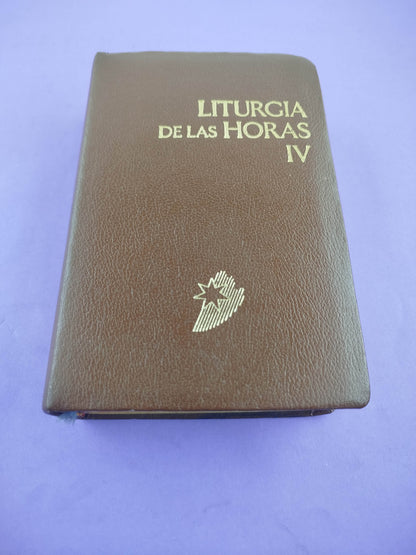 LITURGIA
DE LAS HORAS
IV